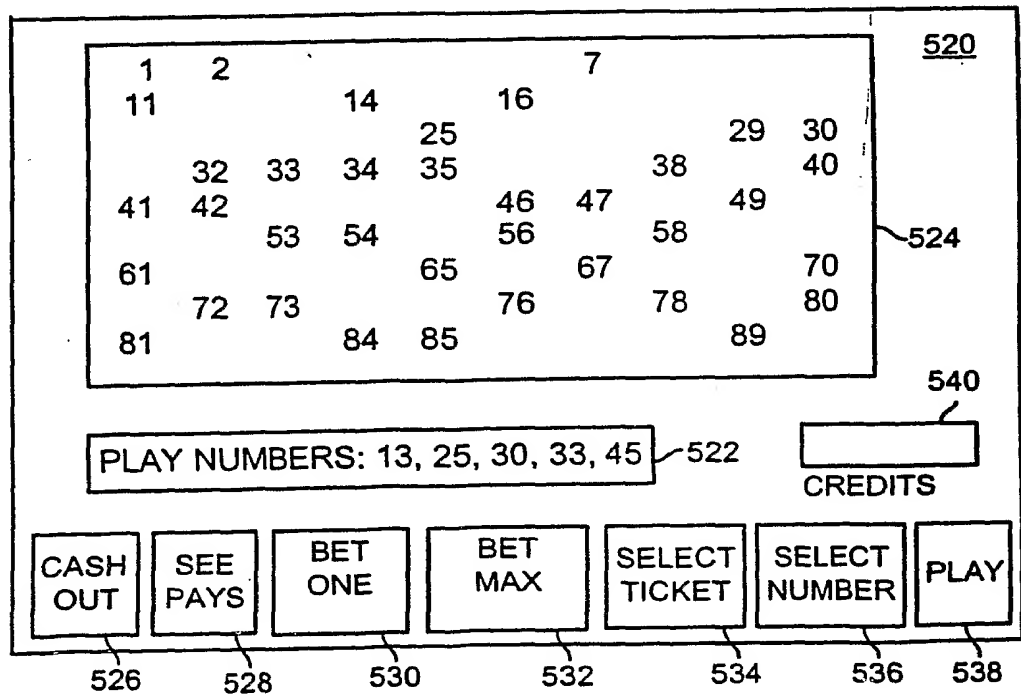 520
1 2 7
11 14 16
25 29 30
32 33 34 35 38 40
41 42 46 47 49
53 54 56 58
524
61 65 67 70
72 73 76 78 80
81 84 85 89
540
PLAY NUMBERS: 13, 25, 30, 33, 45
522
CREDITS
CASH OUT
SEE PAYS
BET ONE
BET MAX
SELECT TICKET
SELECT NUMBER
PLAY
526 528 530 532 534 536 538